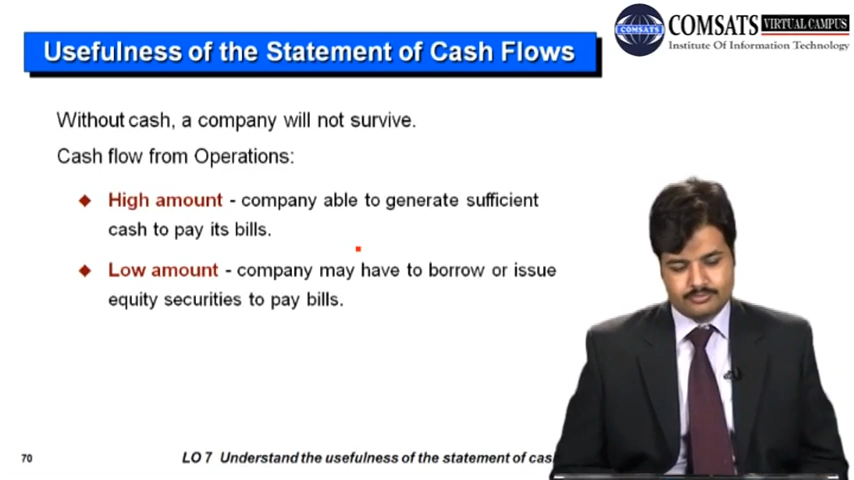 Usefulness of the Statement of Cash Flows
COMSATS VIRTUAL CAMPUS
Institute Of Information Technology
COMSATS
Without cash, a company will not survive.
Cash flow from Operations:
High amount - company able to generate sufficient
cash to pay its bills.
Low amount - company may have to borrow or issue
equity securities to pay bills.
70
LO 7 Understand the usefulness of the statement of cas